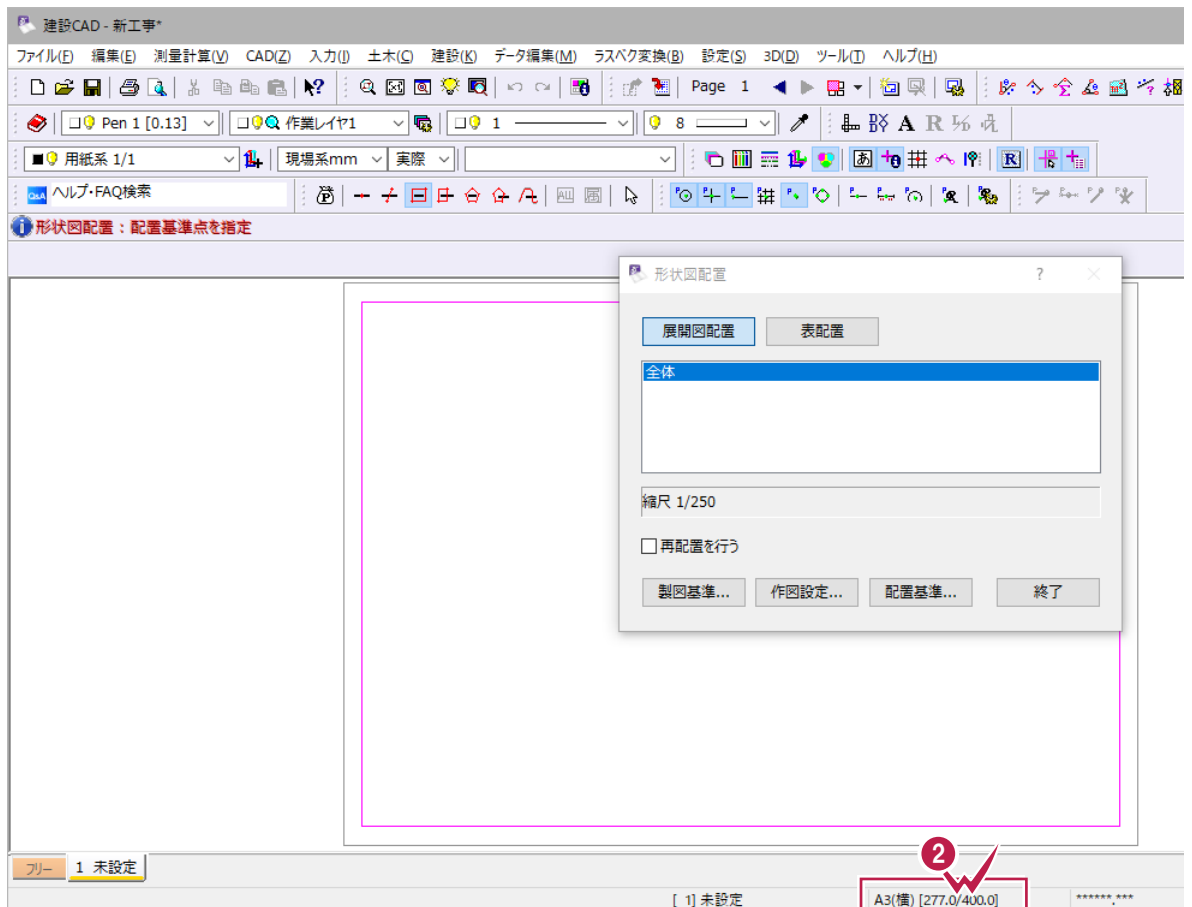 建設CAD - 新工事*
ファイル(F) 編集(E) 測量計算(V) CAD(Z) 入力(I) 土木(C) 建設(K) データ編集(M) ラスベク変換(B) 設定(S) 3D(D) ツール(T) ヘルプ(H)
Page 1
Pen 1 [0.13] 作業レイヤ1 1 8
用紙系 1/1 現場系mm 実際
Q&A ヘルプ・FAQ検索
形状図配置：配置基準点を指定
形状図配置
展開図配置 表配置
全体
縮尺 1/250
再配置を行う
製図基準... 作図設定... 配置基準... 終了
フリー 1 未設定
2
[ 1] 未設定 A3(横) [277.0/400.0] ******.***